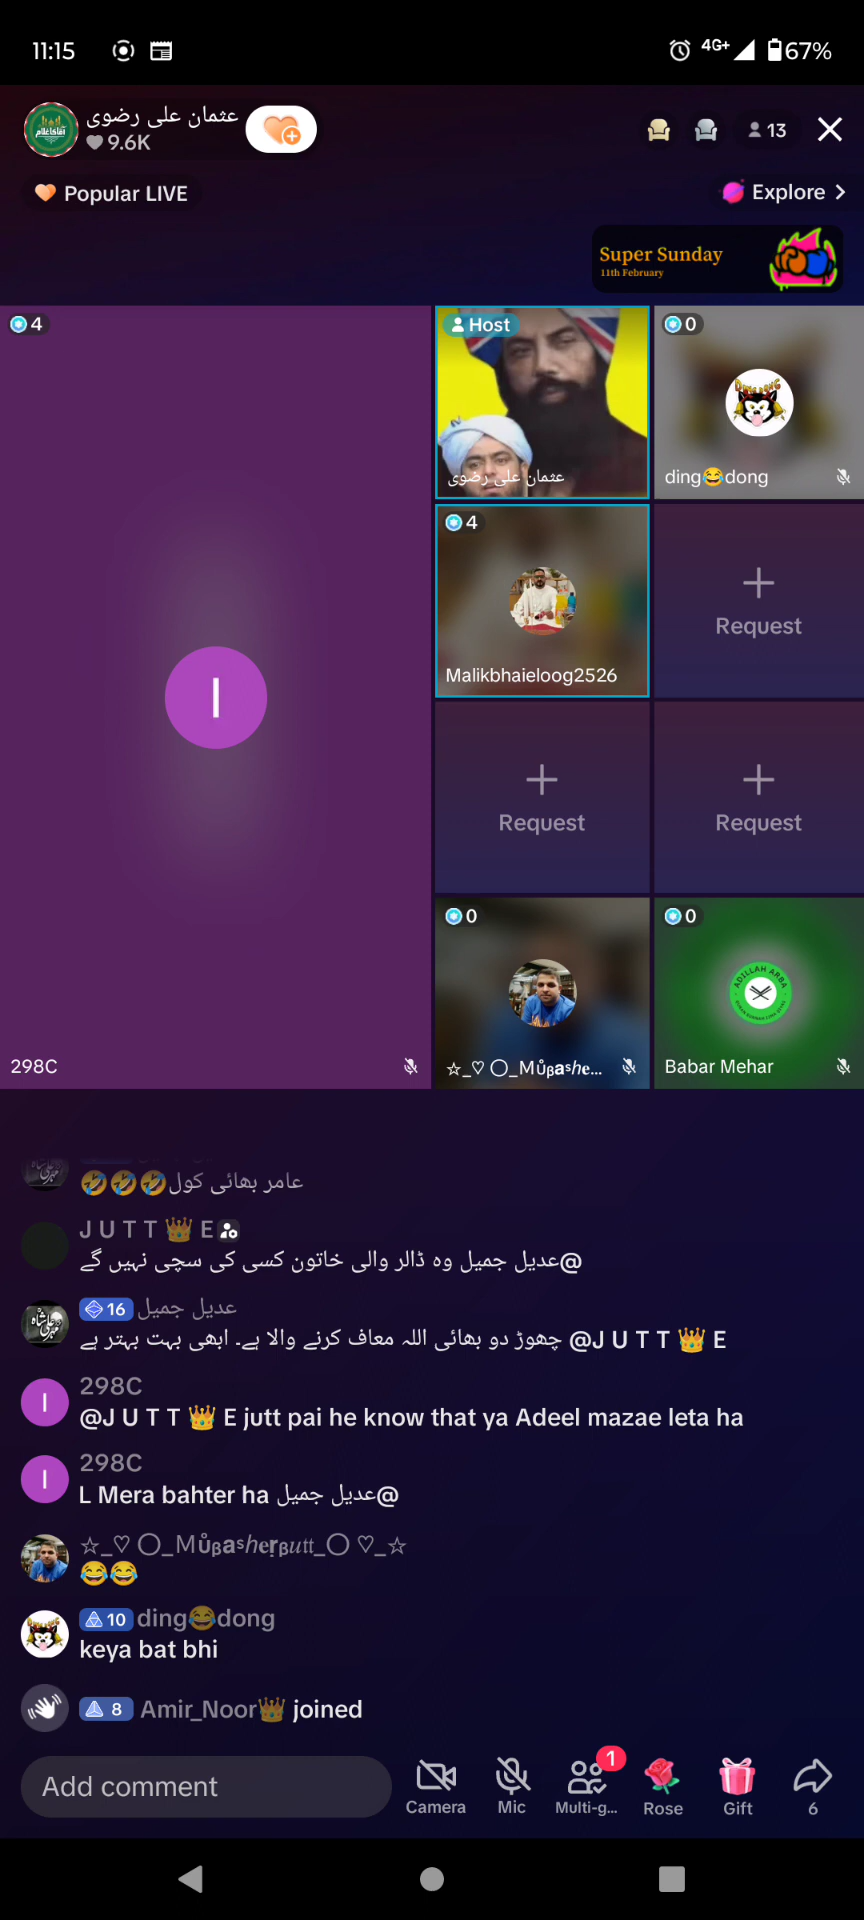 11:15
4G+
67%
عثمان علی رضوی
9.6K
13
Popular LIVE
Explore
Super Sunday
11th February
4
Host
عثمان علی رضوی
0
ding😂dong
4
Malikbhaieloog2526
Request
Request
Request
I
298C
0
☆_♡ ◯_Můᵦaˢℎe...
0
ADILLAH ARBA
Babar Mehar
عامر بھائی کول🤣🤣🤣
J U T T 👑 E
@عدیل جمیل وہ ڈالر والی خاتون کسی کی سچی نہیں گے
16 عدیل جمیل
@J U T T 👑 E چھوڑ دو بھائی اللہ معاف کرنے والا ہے۔ ابھی بہت بہتر ہے
298C
@J U T T 👑 E jutt pai he know that ya Adeel mazae leta ha
298C
L Mera bahter ha عدیل جمیل@
☆_♡ ◯_Můᵦaˢℎeṛᵦutt_◯ ♡_☆
😂😂
10 ding😂dong
keya bat bhi
8 Amir_Noor👑 joined
Add comment
Camera
Mic
1
Multi-g...
Rose
Gift
6